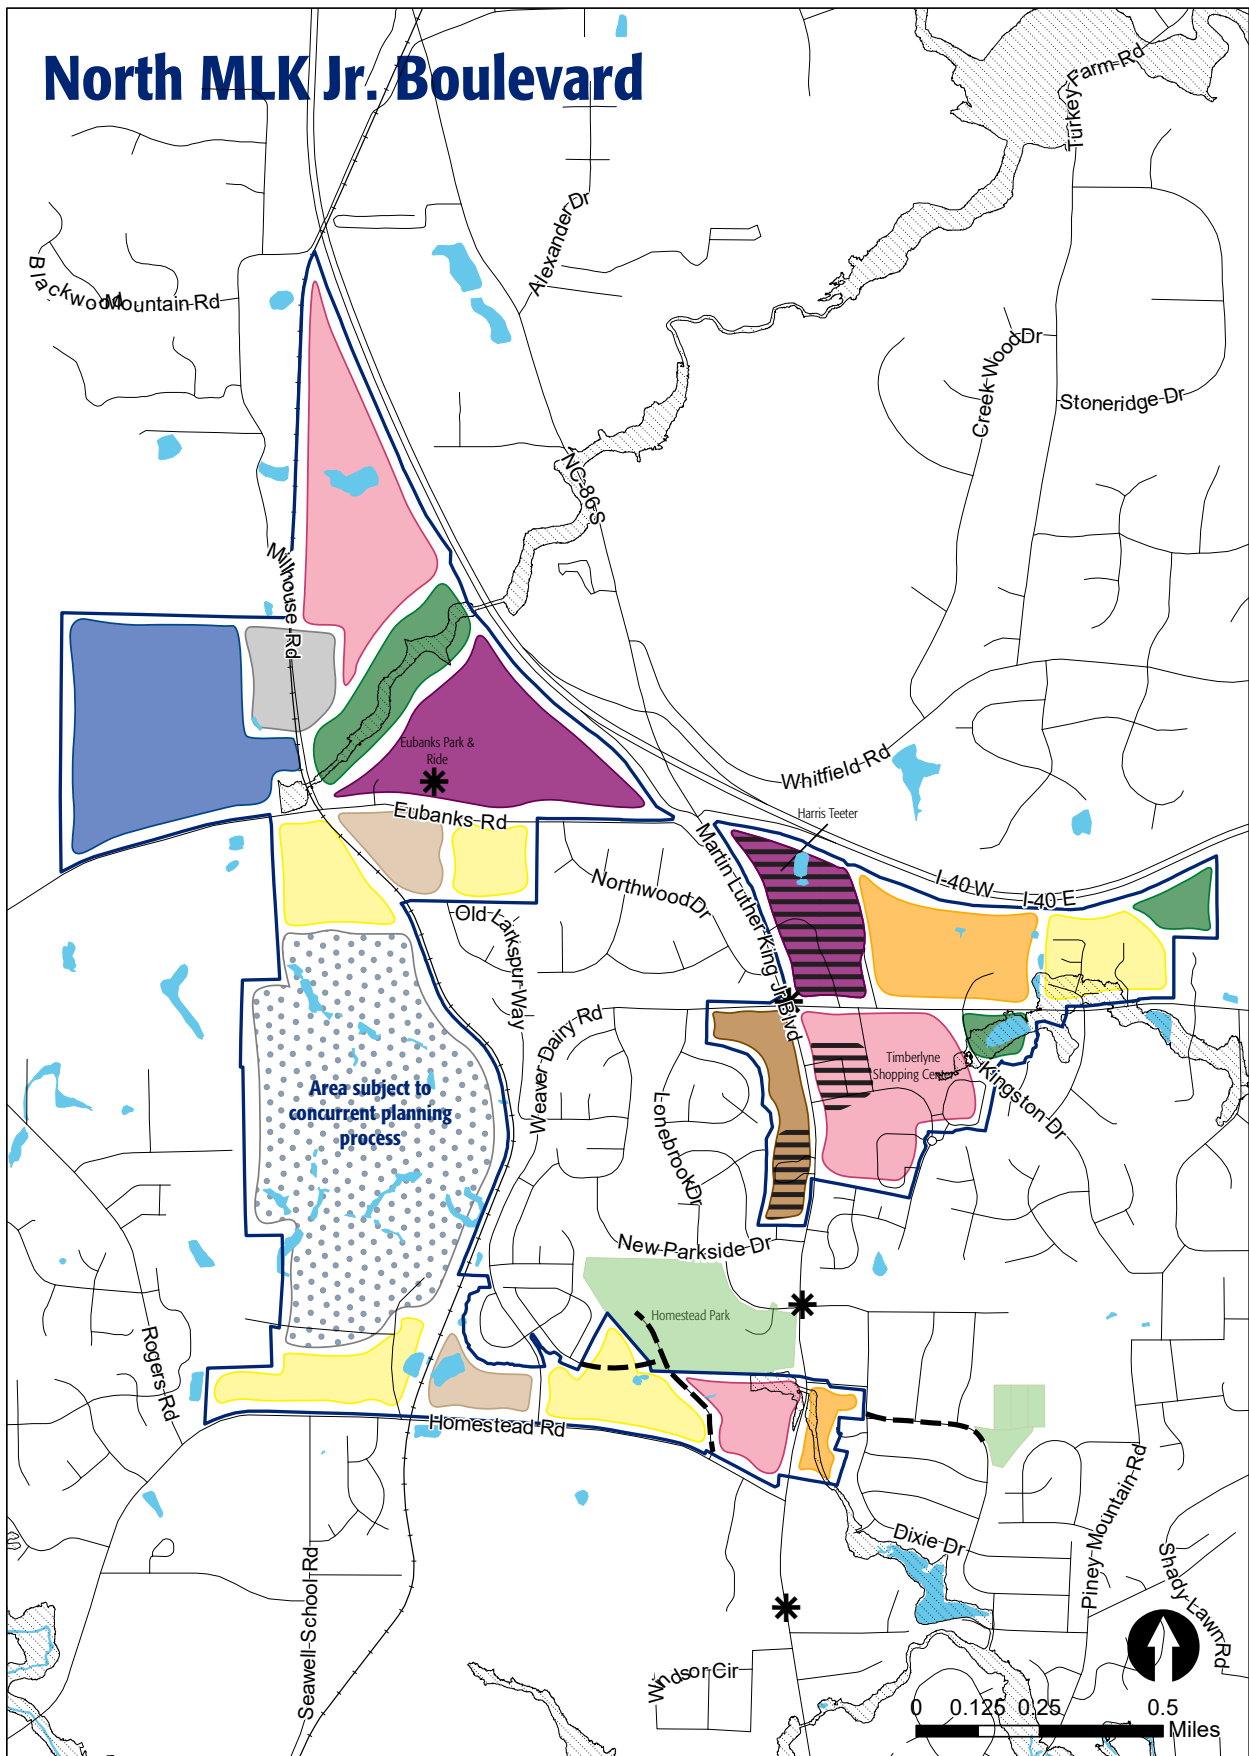 North MLK Jr. Boulevard
Turkey Farm Rd
Alexander Dr
Blackwood Mountain Rd
Creek Wood Dr
Stoneridge Dr
NC-86 S
Millhouse Rd
Eubanks Park &
Ride
Whitfield Rd
Eubanks Rd
Harris Teeter
Martin Luther King Jr Blvd
I-40 W
I-40 E
Northwood Dr
Old Larkspur Way
Weaver Dairy Rd
Timberlyne
Shopping Center
Kingston Dr
Area subject to
concurrent planning
process
Lonebrook Dr
New Parkside Dr
Homestead Park
Rogers Rd
Homestead Rd
Dixie Dr
Piney Mountain Rd
Shady Lawn Rd
Seawell School Rd
Windsor Cir
0 0.125 0.25 0.5
Miles